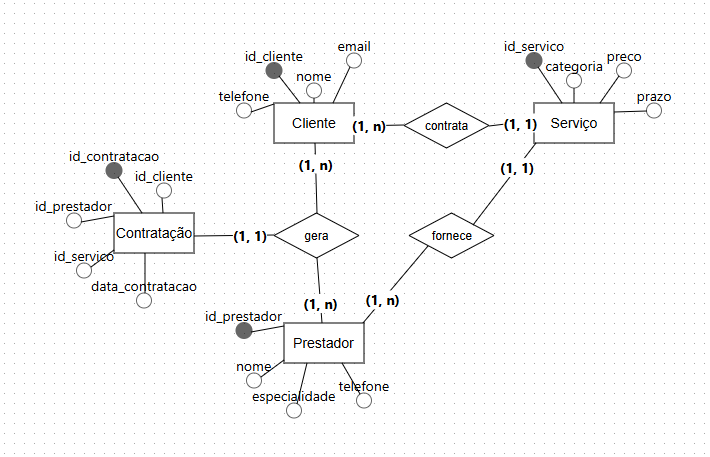 email
id_cliente
nome
telefone
Cliente
(1, n)
contrata
(1, 1)
id_servico
categoria
preco
prazo
Serviço
(1, n)
(1, 1)
id_contratacao
id_cliente
id_prestador
Contratação
id_servico
data_contratacao
(1, 1)
gera
fornece
(1, n)
(1, n)
id_prestador
Prestador
nome
especialidade
telefone